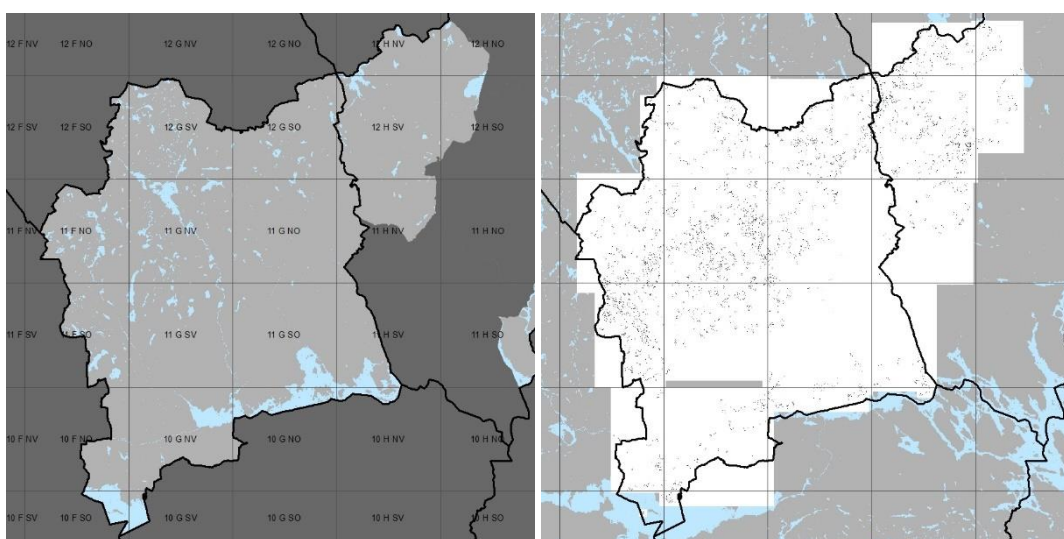 12 F NV 12 F NO 12 G NV 12 G NO 12 H NV 12 H NO
12 F SV 12 F SO 12 G SV 12 G SO 12 H SV 12 H SO
11 F NV 11 F NO 11 G NV 11 G NO 11 H NV 11 H NO
11 F SV 11 F SO 11 G SV 11 G SO 11 H SV 11 H SO
10 F NV 10 F NO 10 G NV 10 G NO 10 H NV 10 H NO
10 F SV 10 F SO 10 G SV 10 G SO 10 H SV 10 H SO